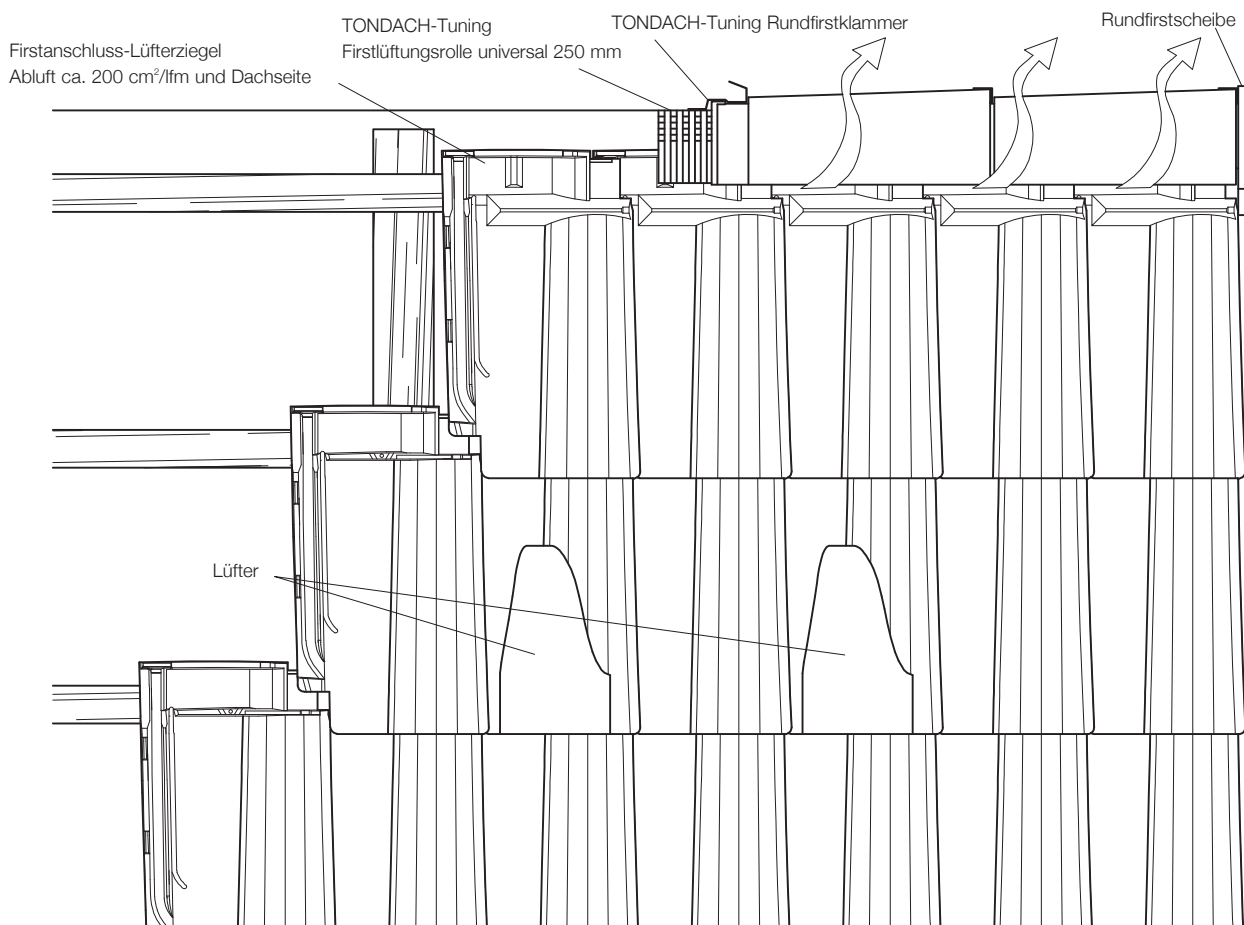 Firstanschluss-Lüfterziegel
Abluft ca. 200 cm²/lfm und Dachseite
TONDACH-Tuning
Firstlüftungsrolle universal 250 mm
TONDACH-Tuning Rundfirstklammer
Rundfirstscheibe
Lüfter